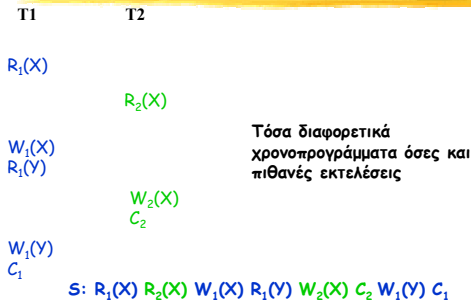 T1 T2
R₁(X)
R₂(X)
W₁(X)
R₁(Y)
Τόσα διαφορετικά
χρονοπρογράμματα όσες και
πιθανές εκτελέσεις
W₂(X)
C₂
W₁(Y)
C₁
S: R₁(X) R₂(X) W₁(X) R₁(Y) W₂(X) C₂ W₁(Y) C₁